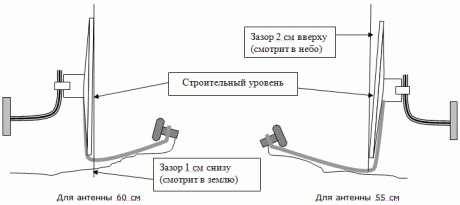 Зазор 2 см вверху
(смотрит в небо)
Строительный уровень
Зазор 1 см снизу
(смотрит в землю)
Для антенны 60 см
Для антенны 55 см